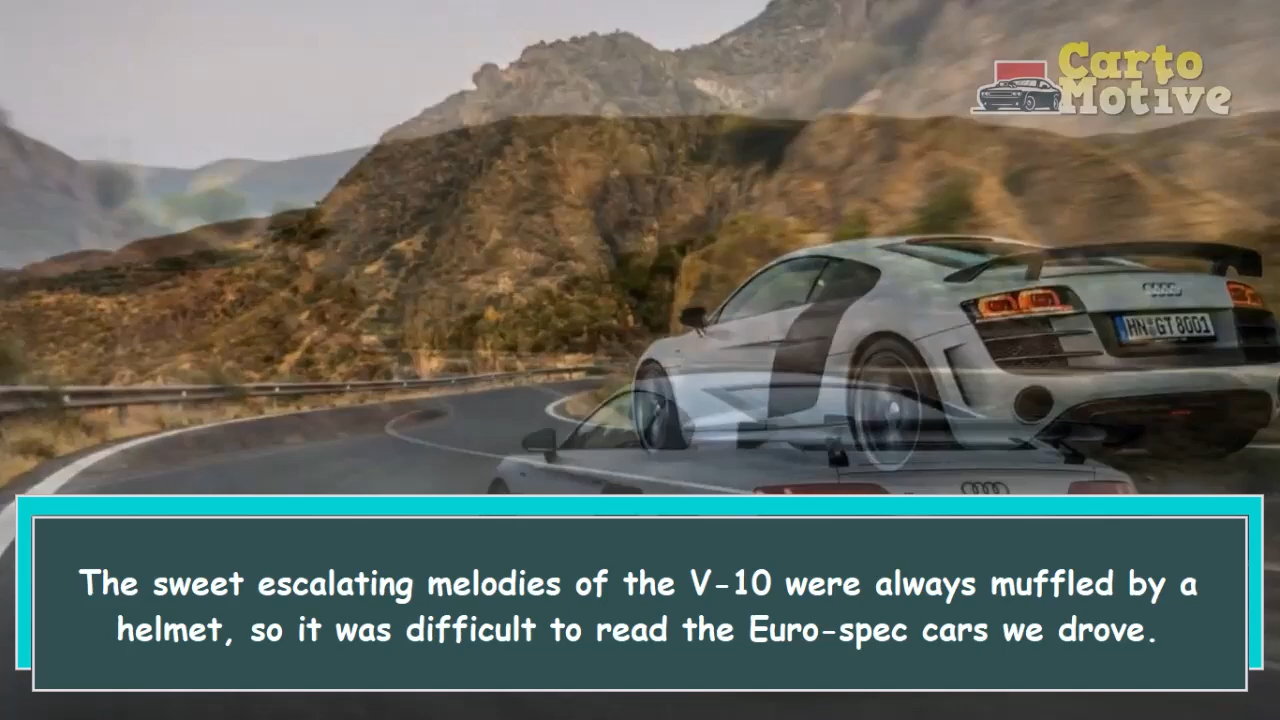 Carto
Motive
HN GT 8001
The sweet escalating melodies of the V-10 were always muffled by a
helmet, so it was difficult to read the Euro-spec cars we drove.